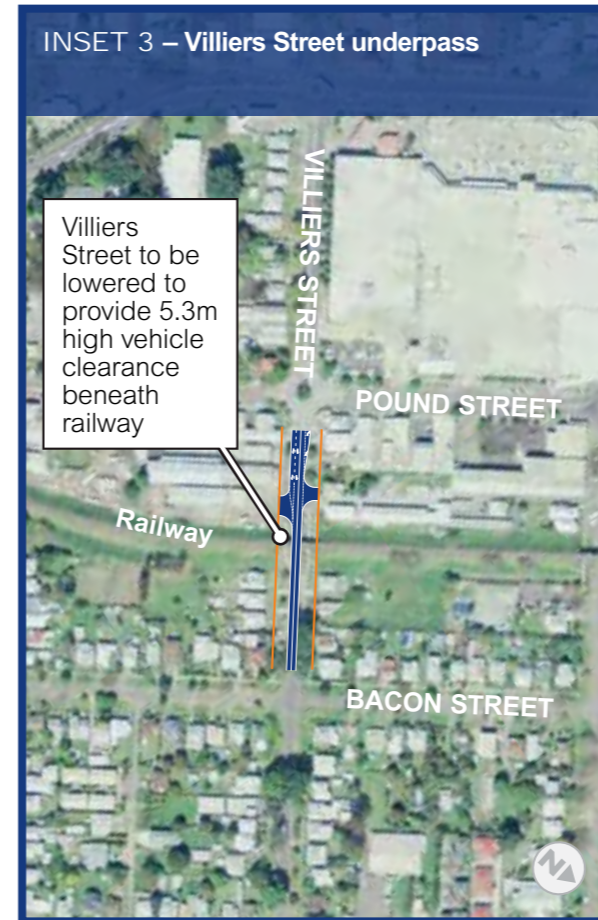 INSET 3 – Villiers Street underpass
VILLIERS STREET
Villiers
Street to be
lowered to
provide 5.3m
high vehicle
clearance
beneath
railway
POUND STREET
Railway
BACON STREET
N